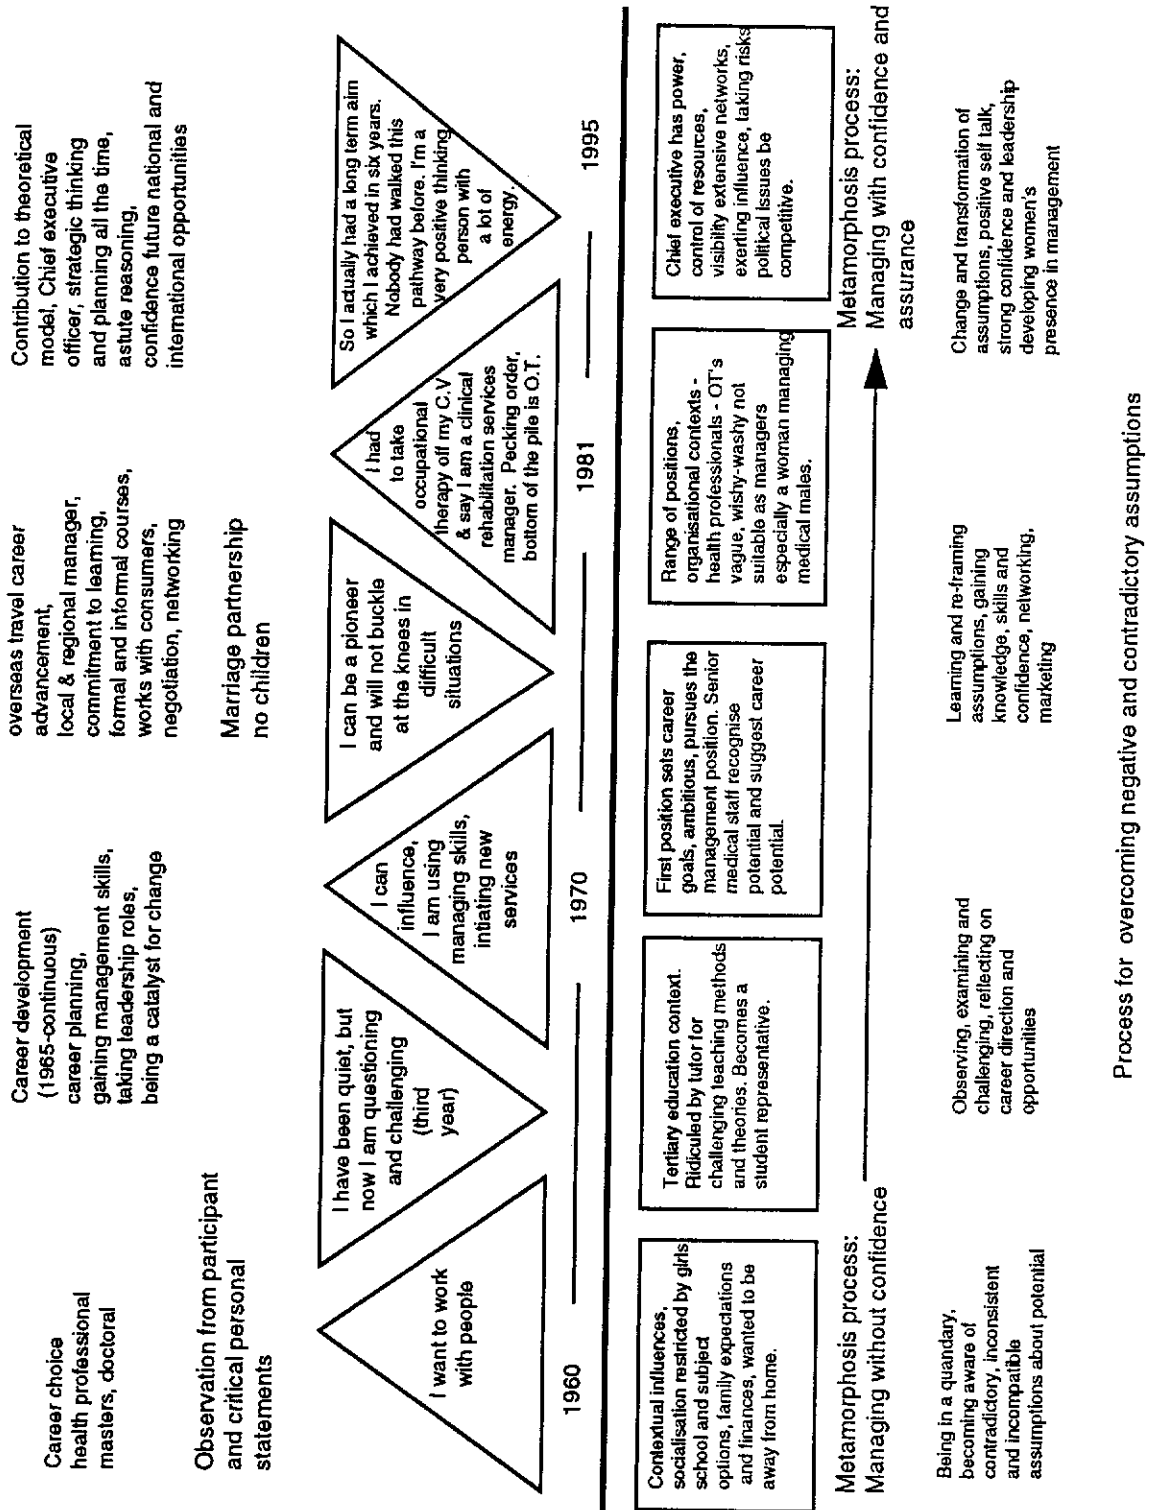 Career choice
health professional
masters, doctoral
Career development
(1965-continuous)
career planning,
gaining management skills,
taking leadership roles,
being a catalyst for change
overseas travel career
advancement,
local & regional manager,
commitment to learning,
formal and informal courses,
works with consumers,
negotiation, networking
Contribution to theoretical
model, Chief executive
officer, strategic thinking
and planning all the time,
astute reasoning,
confidence future national and
international opportunities
Observation from participant
and critical personal
statements
Marriage partnership
no children
I want to work
with people
I have been quiet, but
now I am questioning
and challenging
(third
year)
I can
influence,
I am using
managing skills,
intiating new
services
I can be a pioneer
and will not buckle
at the knees in
difficult
situations
I had
to take
occupational
therapy off my C.V
& say I am a clinical
rehabilitation services
manager. Pecking order,
bottom of the pile is O.T.
So I actually had a long term aim
which I achieved in six years.
Nobody had walked this
pathway before. I'm a
very positive thinking
person with
a lot of
energy.
1960
1970
1981
1995
Contextual influences,
socialisation restricted by girls
school and subject
options, family expectations
and finances, wanted to be
away from home.
Tertiary education context.
Ridiculed by tutor for
challenging teaching methods
and theories. Becomes a
student representative.
First position sets career
goals, ambitious, pursues the
management position. Senior
medical staff recognise
potential and suggest career
potential.
Range of positions,
organisational contexts -
health professionals - OT's
vague, wishy-washy not
suitable as managers
especially a woman managing
medical males.
Chief executive has power,
control of resources,
visibility extensive networks,
exerting influence, taking risks
political issues be
competitive.
Metamorphosis process:
Managing without confidence
Metamorphosis process:
Managing with confidence and
assurance
Being in a quandary,
becoming aware of
contradictory, inconsistent
and incompatible
assumptions about potential
Observing, examining and
challenging, reflecting on
career direction and
opportunities
Learning and re-framing
assumptions, gaining
knowledge, skills and
confidence, networking,
marketing
Change and transformation of
assumptions, positive self talk,
strong confidence and leadership
developing women's
presence in management
Process for overcoming negative and contradictory assumptions